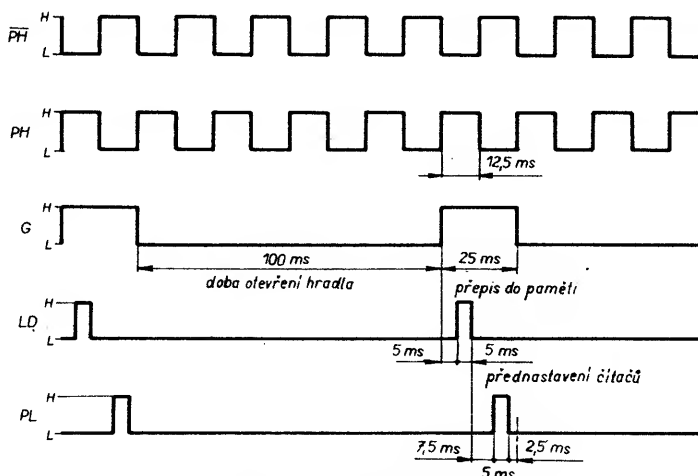 H
P̅H̅
L
H
PH
L
12,5 ms
H
G
L
100 ms
25 ms
doba otevření hradla
přepis do paměti
H
LD
L
5 ms
5 ms
přednastavení čítačů
H
PL
L
7,5 ms
2,5 ms
5 ms